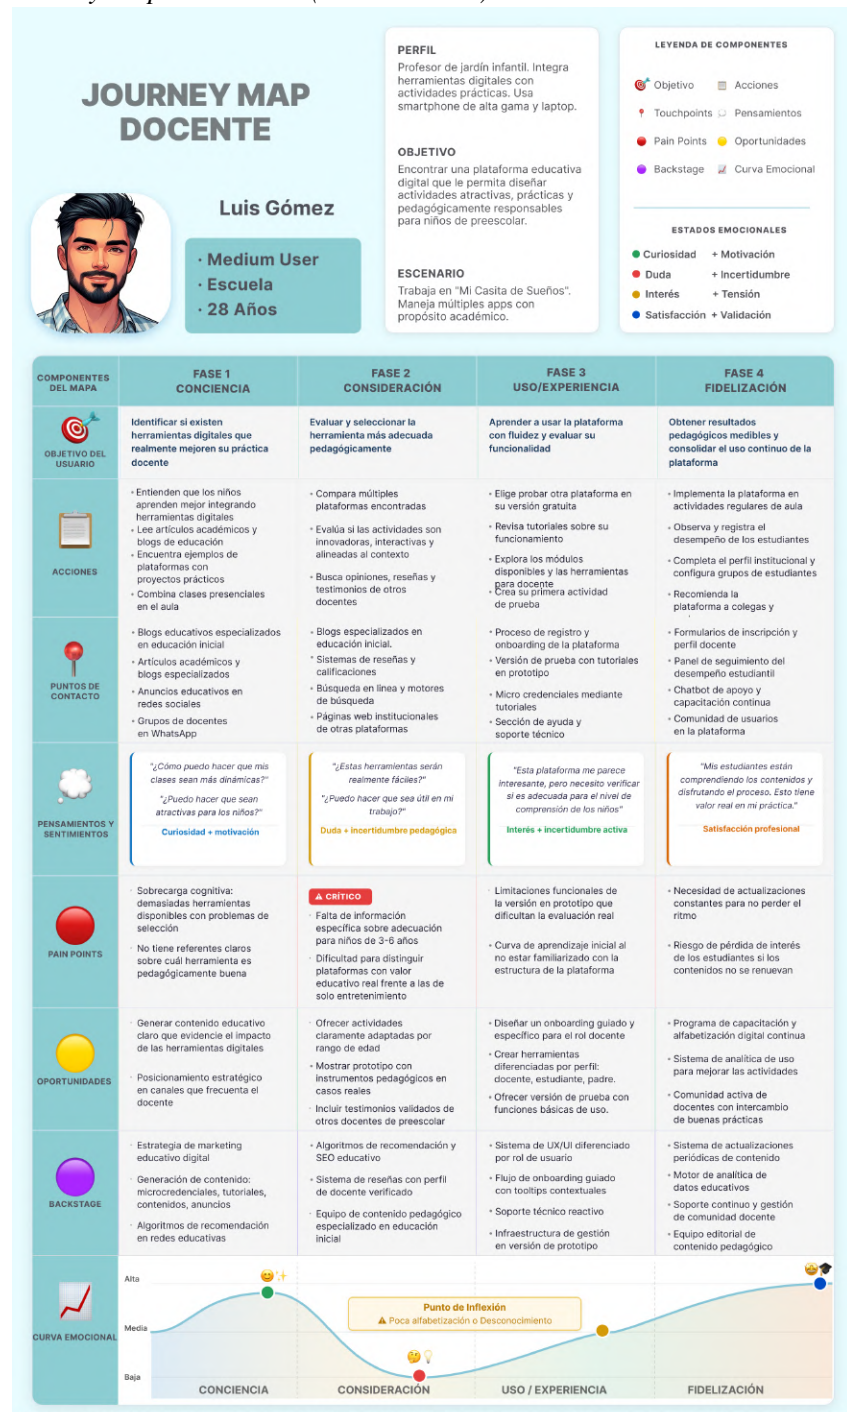 JOURNEY MAP
DOCENTE
Luis Gómez
· Medium User
· Escuela
· 28 Años
PERFIL
Profesor de jardín infantil. Integra
herramientas digitales con
actividades prácticas. Usa
smartphone de alta gama y laptop.
OBJETIVO
Encontrar una plataforma educativa
digital que le permita diseñar
actividades atractivas, prácticas y
pedagógicamente responsables
para niños de preescolar.
ESCENARIO
Trabaja en "Mi Casita de Sueños".
Maneja múltiples apps con
propósito académico.
LEYENDA DE COMPONENTES
Objetivo
Acciones
Touchpoints
Pensamientos
Pain Points
Oportunidades
Backstage
Curva Emocional
ESTADOS EMOCIONALES
Curiosidad + Motivación
Duda + Incertidumbre
Interés + Tensión
Satisfacción + Validación
COMPONENTES
DEL MAPA
FASE 1
CONCIENCIA
FASE 2
CONSIDERACIÓN
FASE 3
USO/EXPERIENCIA
FASE 4
FIDELIZACIÓN
OBJETIVO DEL
USUARIO
Identificar si existen
herramientas digitales que
realmente mejoren su práctica
docente
Evaluar y seleccionar la
herramienta más adecuada
pedagógicamente
Aprender a usar la plataforma
con fluidez y evaluar su
funcionalidad
Obtener resultados
pedagógicos medibles y
consolidar el uso continuo de la
plataforma
ACCIONES
• Entienden que los niños
aprenden mejor integrando
herramientas digitales
• Lee artículos académicos y
blogs de educación
• Encuentra ejemplos de
plataformas con
proyectos prácticos
• Combina clases presenciales
en el aula
• Compara múltiples
plataformas encontradas
• Evalúa si las actividades son
innovadoras, interactivas y
alineadas al contexto
• Busca opiniones, reseñas y
testimonios de otros
docentes
• Elige probar otra plataforma en
su versión gratuita
• Revisa tutoriales sobre su
funcionamiento
• Explora los módulos
disponibles y las herramientas
para docente
• Crea su primera actividad
de prueba
• Implementa la plataforma en
actividades regulares de aula
• Observa y registra el
desempeño de los estudiantes
• Completa el perfil institucional y
configura grupos de estudiantes
• Recomienda la
plataforma a colegas y
PUNTOS DE
CONTACTO
• Blogs educativos especializados
en educación inicial
• Artículos académicos y
blogs especializados
• Anuncios educativos en
redes sociales
• Grupos de docentes
en WhatsApp
• Blogs especializados en
educación inicial.
• Sistemas de reseñas y
calificaciones
• Búsqueda en línea y motores
de búsqueda
• Páginas web institucionales
de otras plataformas
• Proceso de registro y
onboarding de la plataforma
• Versión de prueba con tutoriales
en prototipo
• Micro credenciales mediante
tutoriales
• Sección de ayuda y
soporte técnico
• Formularios de inscripción y
perfil docente
• Panel de seguimiento del
desempeño estudiantil
• Chatbot de apoyo y
capacitación continua
• Comunidad de usuarios
en la plataforma
PENSAMIENTOS Y
SENTIMIENTOS
"¿Cómo puedo hacer que mis
clases sean más dinámicas?"
"¿Puedo hacer que sean
atractivas para los niños?"
Curiosidad + motivación
"¿Estas herramientas serán
realmente fáciles?"
"¿Puedo hacer que sea útil en mi
trabajo?"
Duda + incertidumbre pedagógica
"Esta plataforma me parece
interesante, pero necesito verificar
si es adecuada para el nivel de
comprensión de los niños"
Interés + incertidumbre activa
"Mis estudiantes están
comprendiendo los contenidos y
disfrutando el proceso. Esto tiene
valor real en mi práctica."
Satisfacción profesional
PAIN POINTS
· Sobrecarga cognitiva:
demasiadas herramientas
disponibles con problemas de
selección
· No tiene referentes claros
sobre cuál herramienta es
pedagógicamente buena
⚠ CRÍTICO
· Falta de información
específica sobre adecuación
para niños de 3-6 años
· Dificultad para distinguir
plataformas con valor
educativo real frente a las de
solo entretenimiento
· Limitaciones funcionales de
la versión en prototipo que
dificultan la evaluación real
• Curva de aprendizaje inicial al
no estar familiarizado con la
estructura de la plataforma
• Necesidad de actualizaciones
constantes para no perder el
ritmo
• Riesgo de pérdida de interés
de los estudiantes si los
contenidos no se renuevan
OPORTUNIDADES
· Generar contenido educativo
claro que evidencie el impacto
de las herramientas digitales
· Posicionamiento estratégico
en canales que frecuenta el
docente
· Ofrecer actividades
claramente adaptadas por
rango de edad
• Mostrar prototipo con
instrumentos pedagógicos en
casos reales
· Incluir testimonios validados de
otros docentes de preescolar
• Diseñar un onboarding guiado y
específico para el rol docente
• Crear herramientas
diferenciadas por perfil:
docente, estudiante, padre.
• Ofrecer versión de prueba con
funciones básicas de uso.
• Programa de capacitación y
alfabetización digital continua
• Sistema de analítica de uso
para mejorar las actividades
• Comunidad activa de
docentes con intercambio
de buenas prácticas
BACKSTAGE
· Estrategia de marketing
educativo digital
· Generación de contenido:
microcredenciales, tutoriales,
contenidos, anuncios
· Algoritmos de recomendación
en redes educativas
• Algoritmos de recomendación y
SEO educativo
• Sistema de reseñas con perfil
de docente verificado
· Equipo de contenido pedagógico
especializado en educación
inicial
• Sistema de UX/UI diferenciado
por rol de usuario
• Flujo de onboarding guiado
con tooltips contextuales
• Soporte técnico reactivo
• Infraestructura de gestión
en versión de prototipo
• Sistema de actualizaciones
periódicas de contenido
• Motor de analítica de
datos educativos
• Soporte continuo y gestión
de comunidad docente
• Equipo editorial de
contenido pedagógico
CURVA EMOCIONAL
Alta
Media
Baja
Punto de Inflexión
⚠ Poca alfabetización o Desconocimiento
CONCIENCIA
CONSIDERACIÓN
USO / EXPERIENCIA
FIDELIZACIÓN